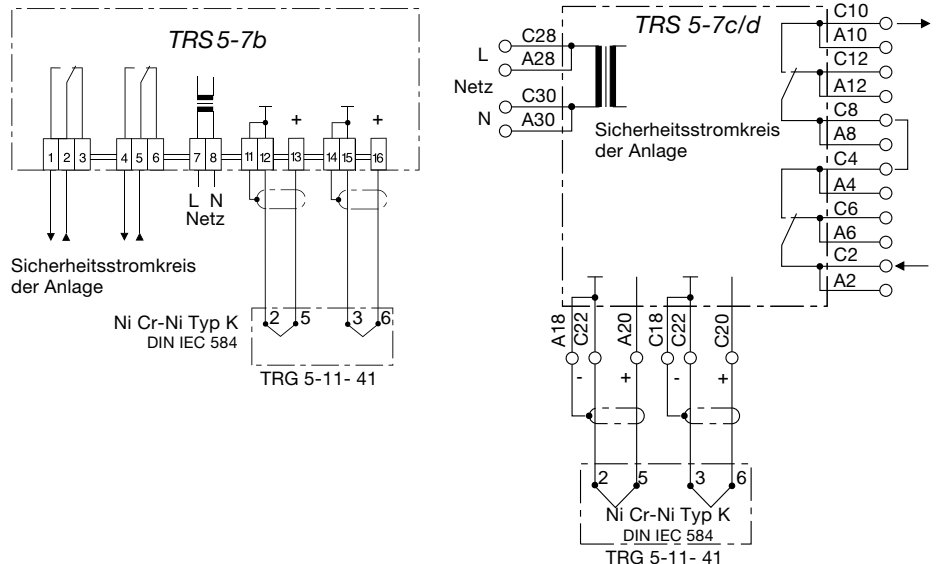 TRS 5-7b
+ +
1 2 3 4 5 6 7 8 11 12 13 14 15 16
L N
Netz
Sicherheitsstromkreis
der Anlage
Ni Cr-Ni Typ K
DIN IEC 584
2 5 3 6
TRG 5-11- 41
TRS 5-7c/d
L
Netz
N
C28
A28
C30
A30
Sicherheitsstromkreis
der Anlage
C10
A10
C12
A12
C8
A8
C4
A4
C6
A6
C2
A2
A18 C22 A20 C18 C22 C20
- + - +
2 5 3 6
Ni Cr-Ni Typ K
DIN IEC 584
TRG 5-11- 41